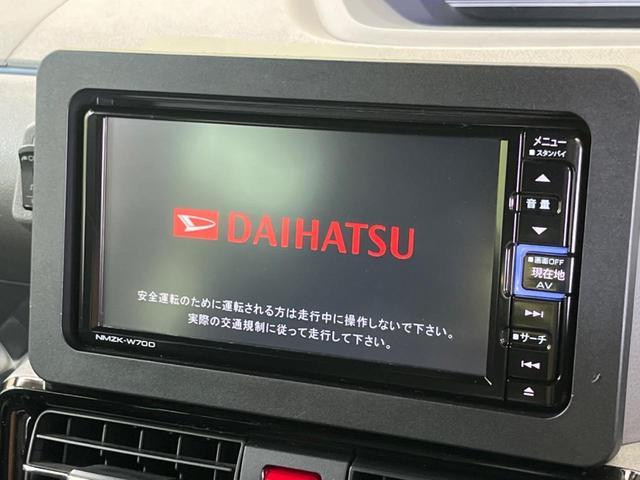 DAIHATSU
安全運転のために運転される方は走行中に操作しないで下さい。
実際の交通規制に従って走行して下さい。
NMZK-W70D
メニュー
■スタンバイ
音量
■画面OFF
現在地
AV
■サーチ